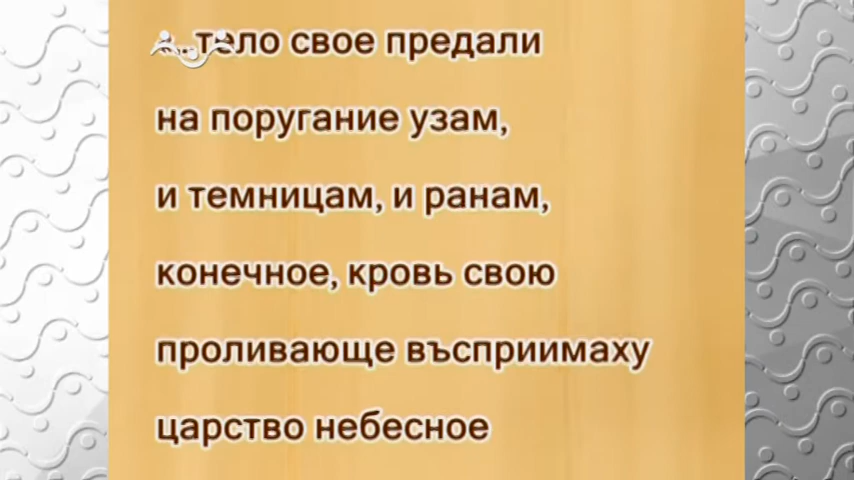 «...тело свое предали
на поругание узам,
и темницам, и ранам,
конечное, кровь свою
проливающе въсприимаху
царство небесное